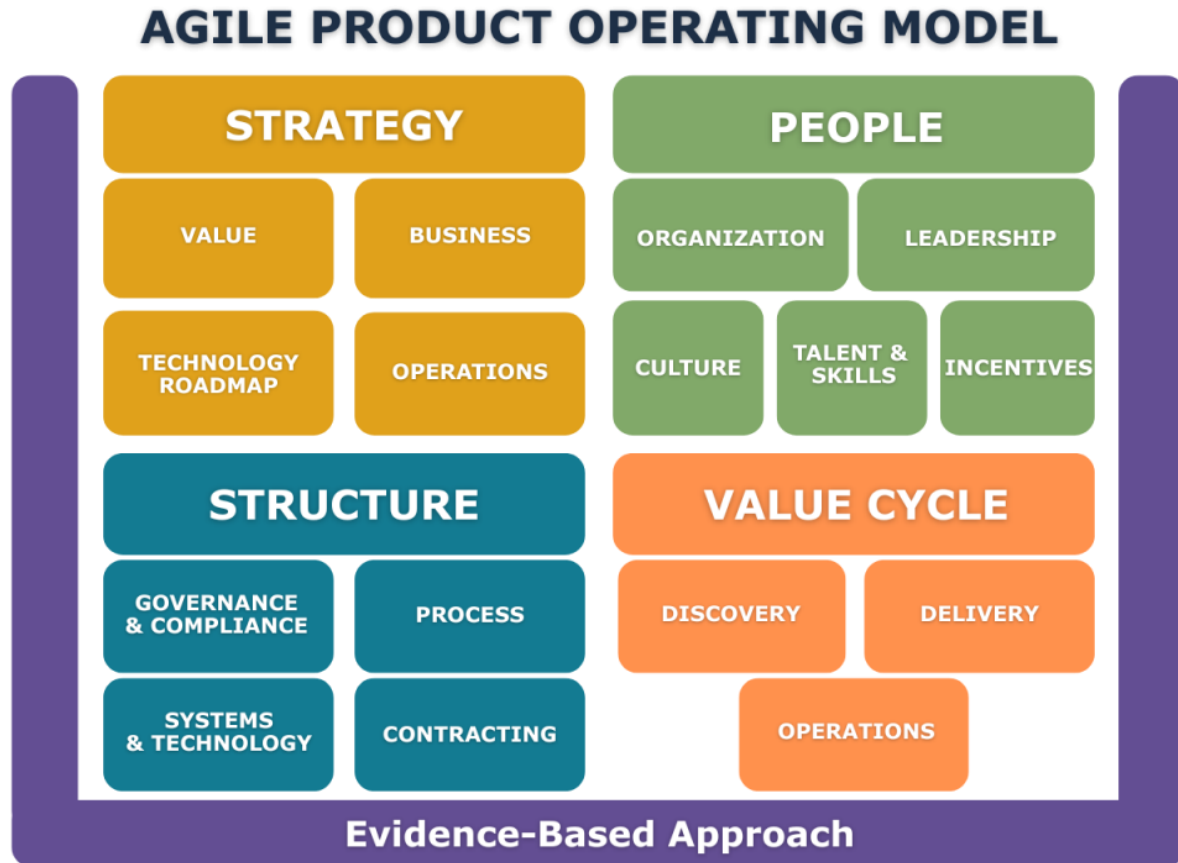 AGILE PRODUCT OPERATING MODEL
STRATEGY
VALUE
BUSINESS
TECHNOLOGY
ROADMAP
OPERATIONS
PEOPLE
ORGANIZATION
LEADERSHIP
CULTURE
TALENT &
SKILLS
INCENTIVES
STRUCTURE
GOVERNANCE
& COMPLIANCE
PROCESS
SYSTEMS
& TECHNOLOGY
CONTRACTING
VALUE CYCLE
DISCOVERY
DELIVERY
OPERATIONS
Evidence-Based Approach